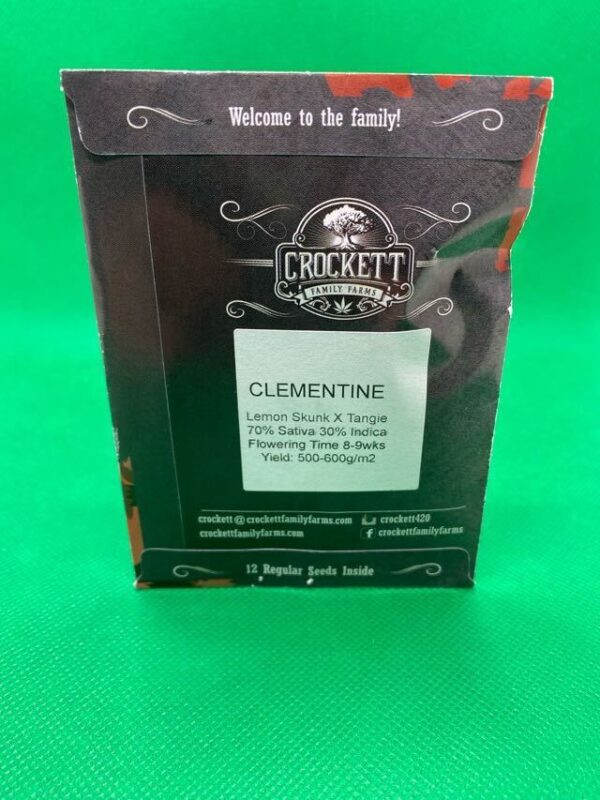 Welcome to the family!
CROCKETT
FAMILY FARMS
CLEMENTINE
Lemon Skunk X Tangie
70% Sativa 30% Indica
Flowering Time 8-9wks
Yield: 500-600g/m2
crockett@crockettfamilyfarms.com crockett420
crockettfamilyfarms.com f crockettfamilyfarms
12 Regular Seeds Inside